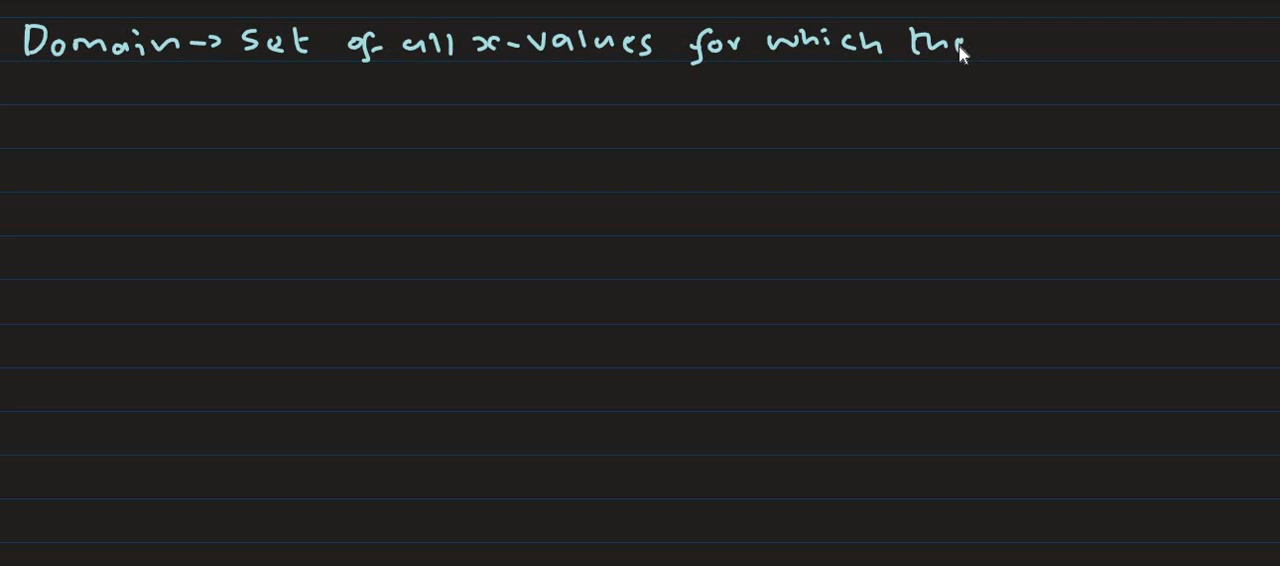 Domain -> set of all x-values for which the